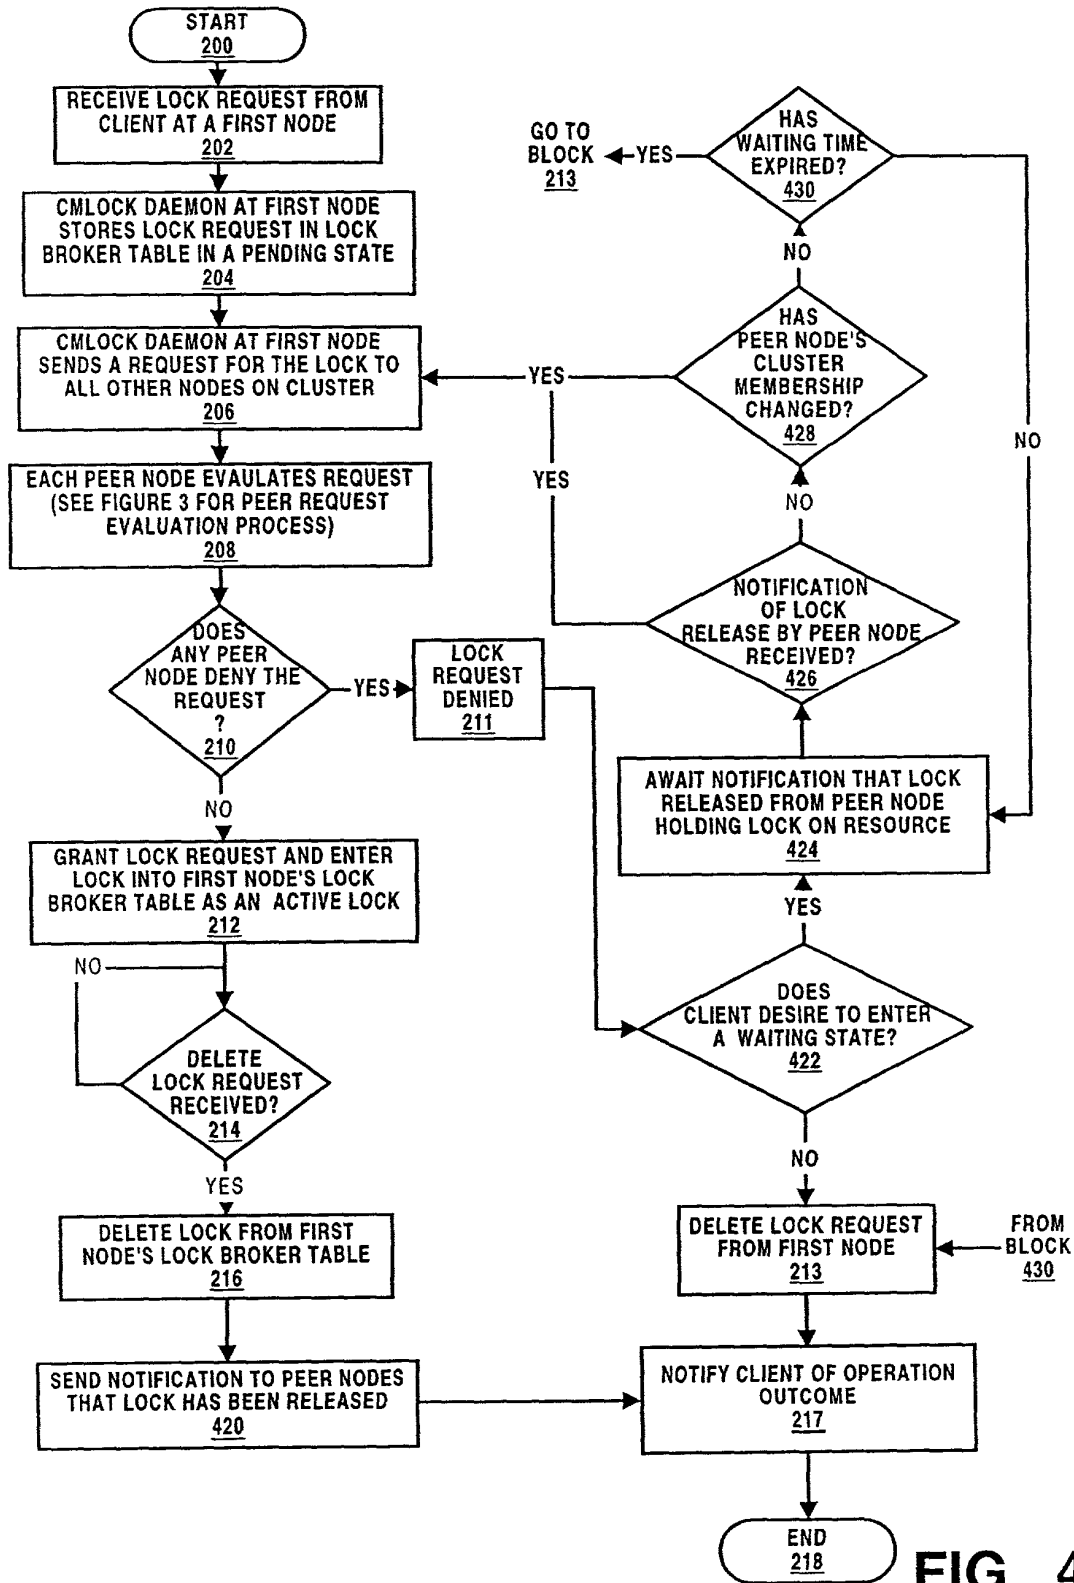 START
200
RECEIVE LOCK REQUEST FROM
CLIENT AT A FIRST NODE
202
CMLOCK DAEMON AT FIRST NODE
STORES LOCK REQUEST IN LOCK
BROKER TABLE IN A PENDING STATE
204
CMLOCK DAEMON AT FIRST NODE
SENDS A REQUEST FOR THE LOCK TO
ALL OTHER NODES ON CLUSTER
206
EACH PEER NODE EVAULATES REQUEST
(SEE FIGURE 3 FOR PEER REQUEST
EVALUATION PROCESS)
208
DOES
ANY PEER
NODE DENY THE
REQUEST
?
210
YES
LOCK
REQUEST
DENIED
211
NO
GRANT LOCK REQUEST AND ENTER
LOCK INTO FIRST NODE'S LOCK
BROKER TABLE AS AN ACTIVE LOCK
212
NO
DELETE
LOCK REQUEST
RECEIVED?
214
YES
DELETE LOCK FROM FIRST
NODE'S LOCK BROKER TABLE
216
SEND NOTIFICATION TO PEER NODES
THAT LOCK HAS BEEN RELEASED
420
HAS
WAITING TIME
EXPIRED?
430
YES
GO TO
BLOCK
213
NO
NO
HAS
PEER NODE'S
CLUSTER
MEMBERSHIP
CHANGED?
428
YES
YES
NO
NOTIFICATION
OF LOCK
RELEASE BY PEER NODE
RECEIVED?
426
AWAIT NOTIFICATION THAT LOCK
RELEASED FROM PEER NODE
HOLDING LOCK ON RESOURCE
424
YES
DOES
CLIENT DESIRE TO ENTER
A WAITING STATE?
422
NO
DELETE LOCK REQUEST
FROM FIRST NODE
213
FROM
BLOCK
430
NOTIFY CLIENT OF OPERATION
OUTCOME
217
END
218
FIG. 4